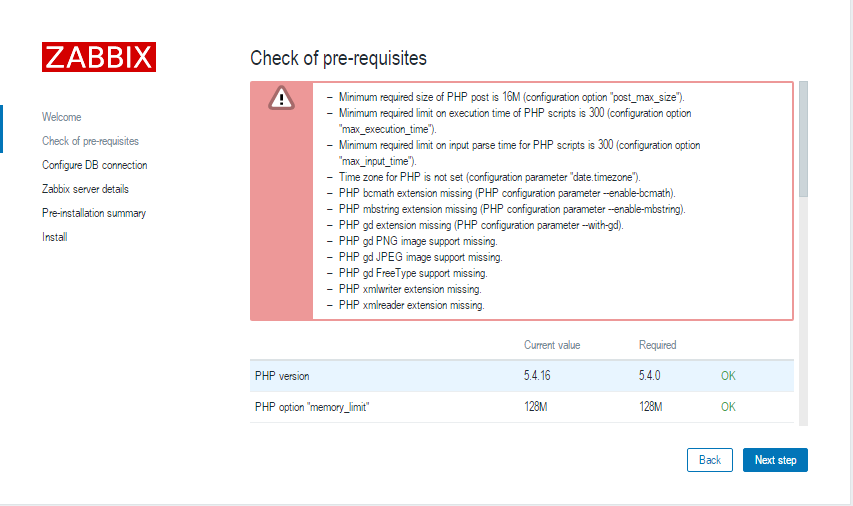 ZABBIX
Check of pre-requisites
Welcome
Check of pre-requisites
Configure DB connection
Zabbix server details
Pre-installation summary
Install
– Minimum required size of PHP post is 16M (configuration option "post_max_size").
– Minimum required limit on execution time of PHP scripts is 300 (configuration option
"max_execution_time").
– Minimum required limit on input parse time for PHP scripts is 300 (configuration option
"max_input_time").
– Time zone for PHP is not set (configuration parameter "date.timezone").
– PHP bcmath extension missing (PHP configuration parameter --enable-bcmath).
– PHP mbstring extension missing (PHP configuration parameter --enable-mbstring).
– PHP gd extension missing (PHP configuration parameter --with-gd).
– PHP gd PNG image support missing.
– PHP gd JPEG image support missing.
– PHP gd FreeType support missing.
– PHP xmlwriter extension missing.
– PHP xmlreader extension missing.
Current value Required
PHP version 5.4.16 5.4.0 OK
PHP option "memory_limit" 128M 128M OK
Back Next step